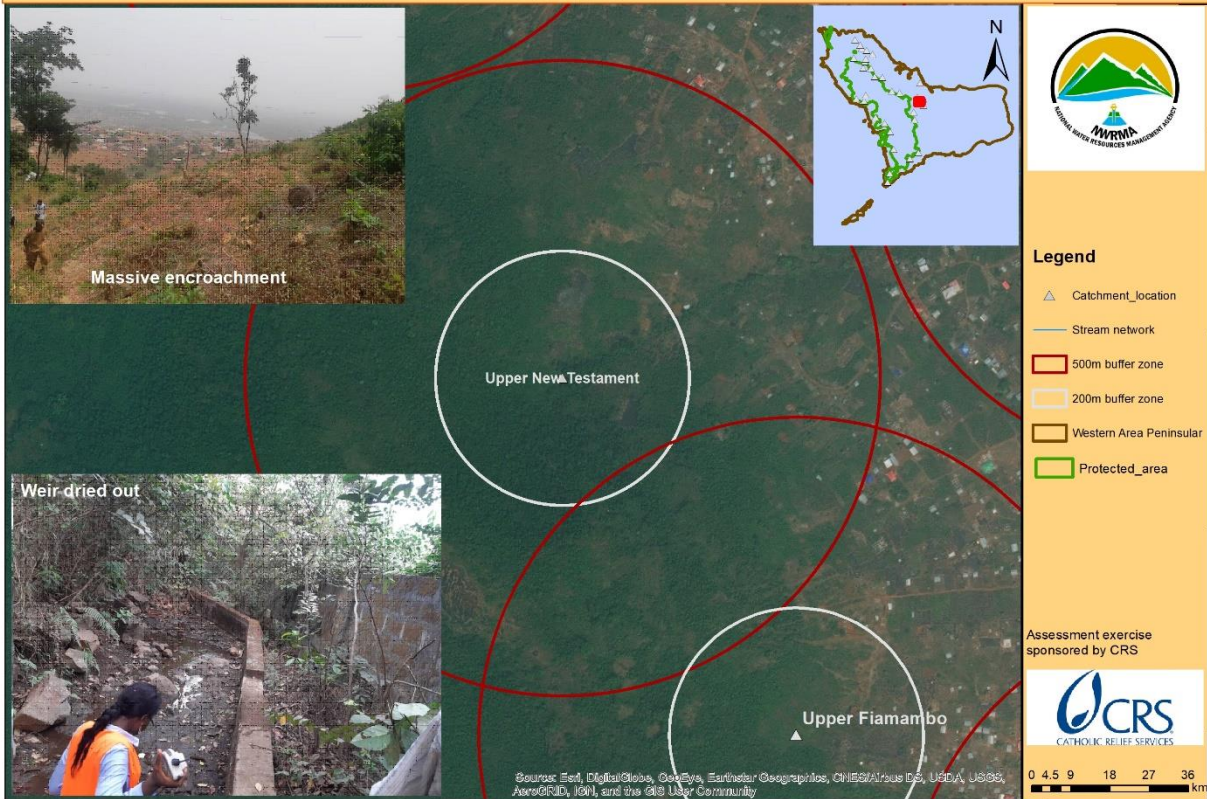 Massive encroachment
Weir dried out
Upper New Testament
Upper Fiamambo
Source: Esri, DigitalGlobe, GeoEye, Earthstar Geographics, CNES/Airbus DS, USDA, USGS,
AeroGRID, IGN, and the GIS User Community
N
NATIONAL WATER RESOURCES MANAGEMENT AGENCY
NWRMA
Legend
Catchment_location
Stream network
500m buffer zone
200m buffer zone
Western Area Peninsular
Protected_area
Assessment exercise
sponsored by CRS
CRS
CATHOLIC RELIEF SERVICES
0 4.5 9 18 27 36
km